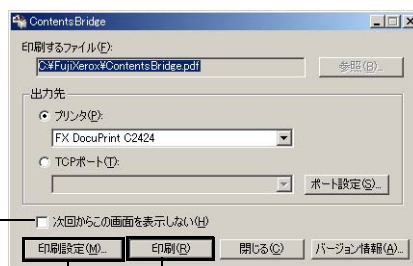 ContentsBridge
印刷するファイル(F):
C:¥FujiXerox¥ContentsBridge.pdf 参照(B)...
出力先
プリンタ(P):
FX DocuPrint C2424
TCPポート(T):
ポート設定(S)...
次回からこの画面を表示しない(H)
印刷設定(M)... 印刷(R) 閉じる(C) バージョン情報(A)...